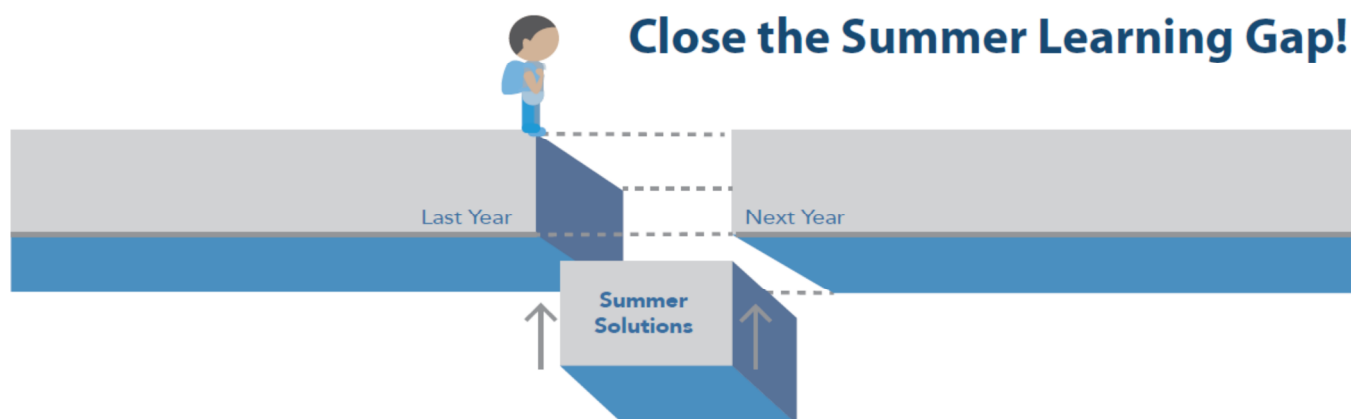 Close the Summer Learning Gap!
Last Year
Next Year
Summer
Solutions